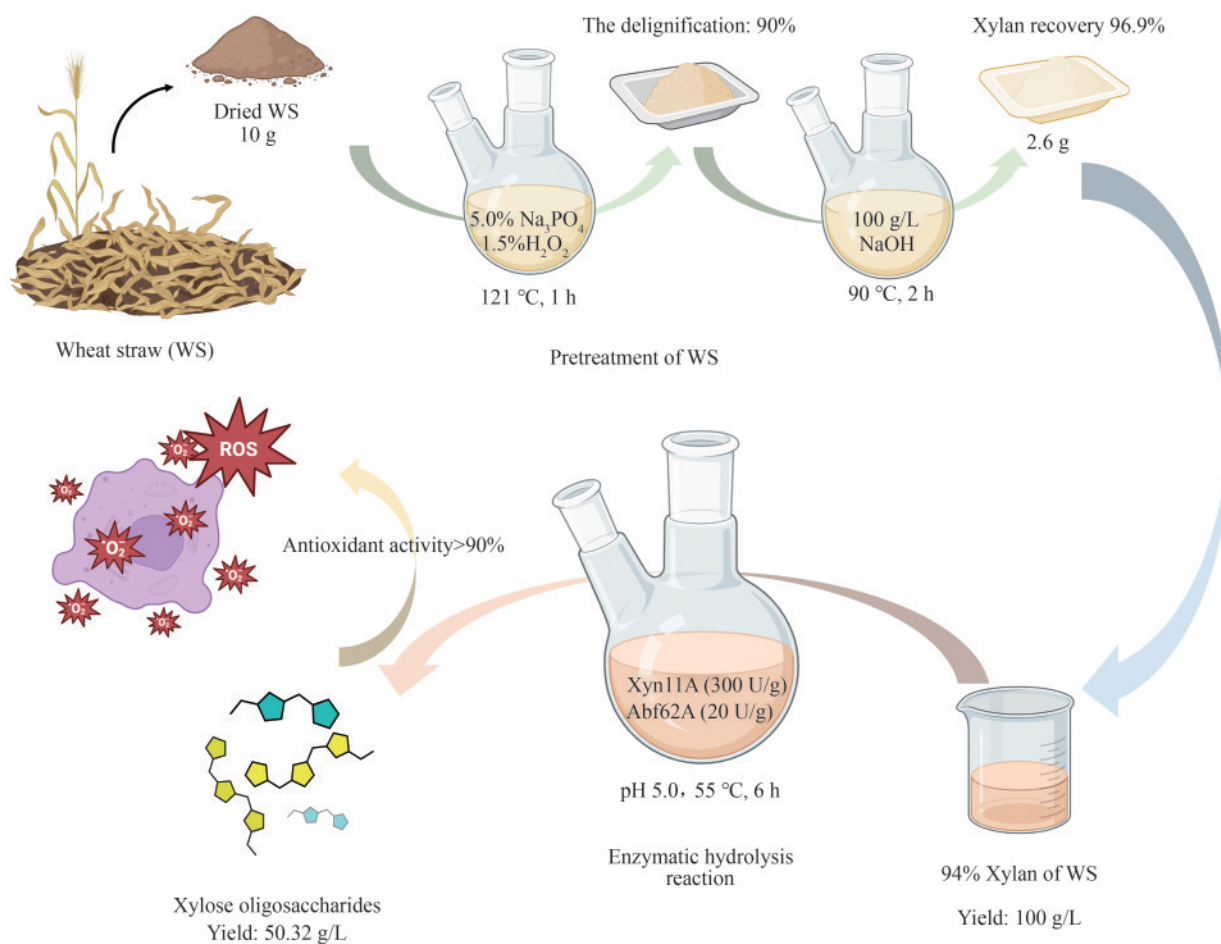 The delignification: 90%
Xylan recovery 96.9%
Dried WS
10 g
2.6 g
5.0% Na₃PO₄
1.5%H₂O₂
100 g/L
NaOH
121 ℃, 1 h
90 ℃, 2 h
Wheat straw (WS)
Pretreatment of WS
ROS
·O₂⁻
·O₂⁻
·O₂⁻
·O₂⁻
·O₂⁻
·O₂⁻
·O₂⁻
Antioxidant activity>90%
Xyn11A (300 U/g)
Abf62A (20 U/g)
pH 5.0，55 ℃, 6 h
Enzymatic hydrolysis
reaction
94% Xylan of WS
Yield: 100 g/L
Xylose oligosaccharides
Yield: 50.32 g/L